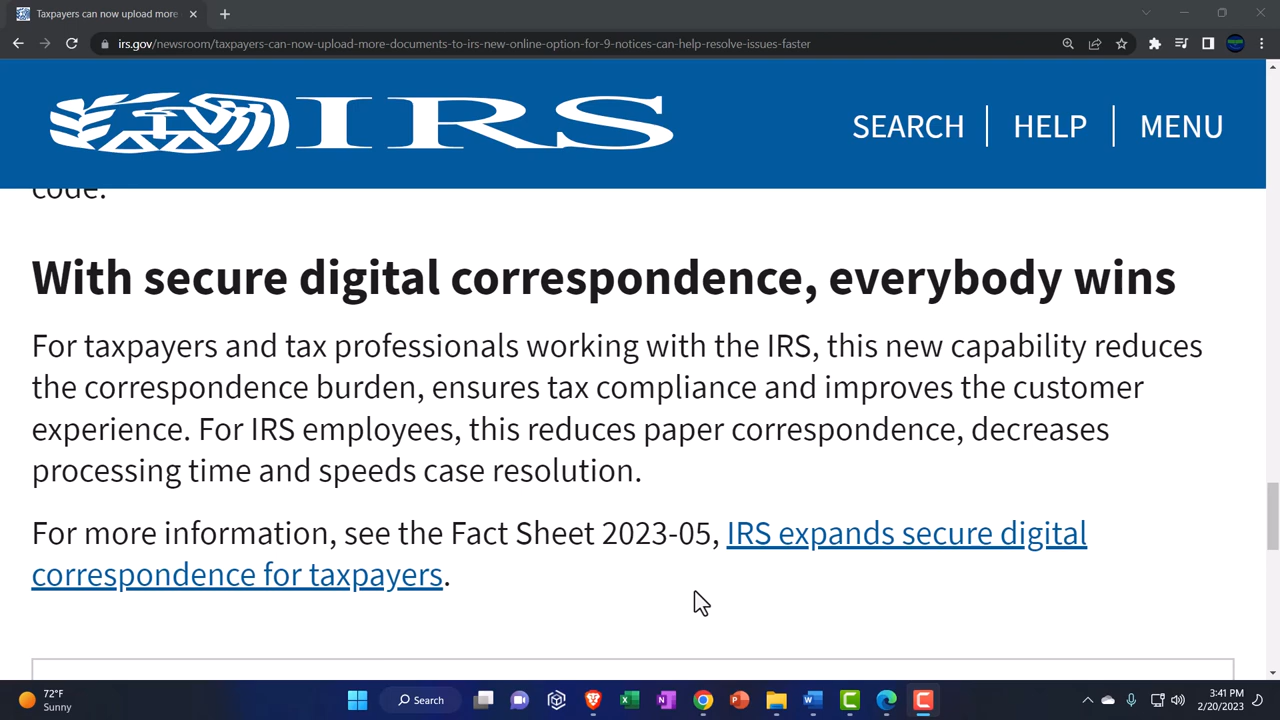 Taxpayers can now upload more
irs.gov/newsroom/taxpayers-can-now-upload-more-documents-to-irs-new-online-option-for-9-notices-can-help-resolve-issues-faster
IRS
SEARCH
HELP
MENU
code.
With secure digital correspondence, everybody wins
For taxpayers and tax professionals working with the IRS, this new capability reduces
the correspondence burden, ensures tax compliance and improves the customer
experience. For IRS employees, this reduces paper correspondence, decreases
processing time and speeds case resolution.
For more information, see the Fact Sheet 2023-05, IRS expands secure digital
correspondence for taxpayers.
72°F
Sunny
Search
3:41 PM
2/20/2023